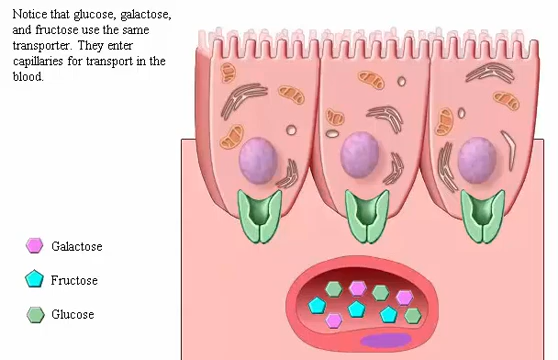 Notice that glucose, galactose,
and fructose use the same
transporter. They enter
capillaries for transport in the
blood.
Galactose
Fructose
Glucose